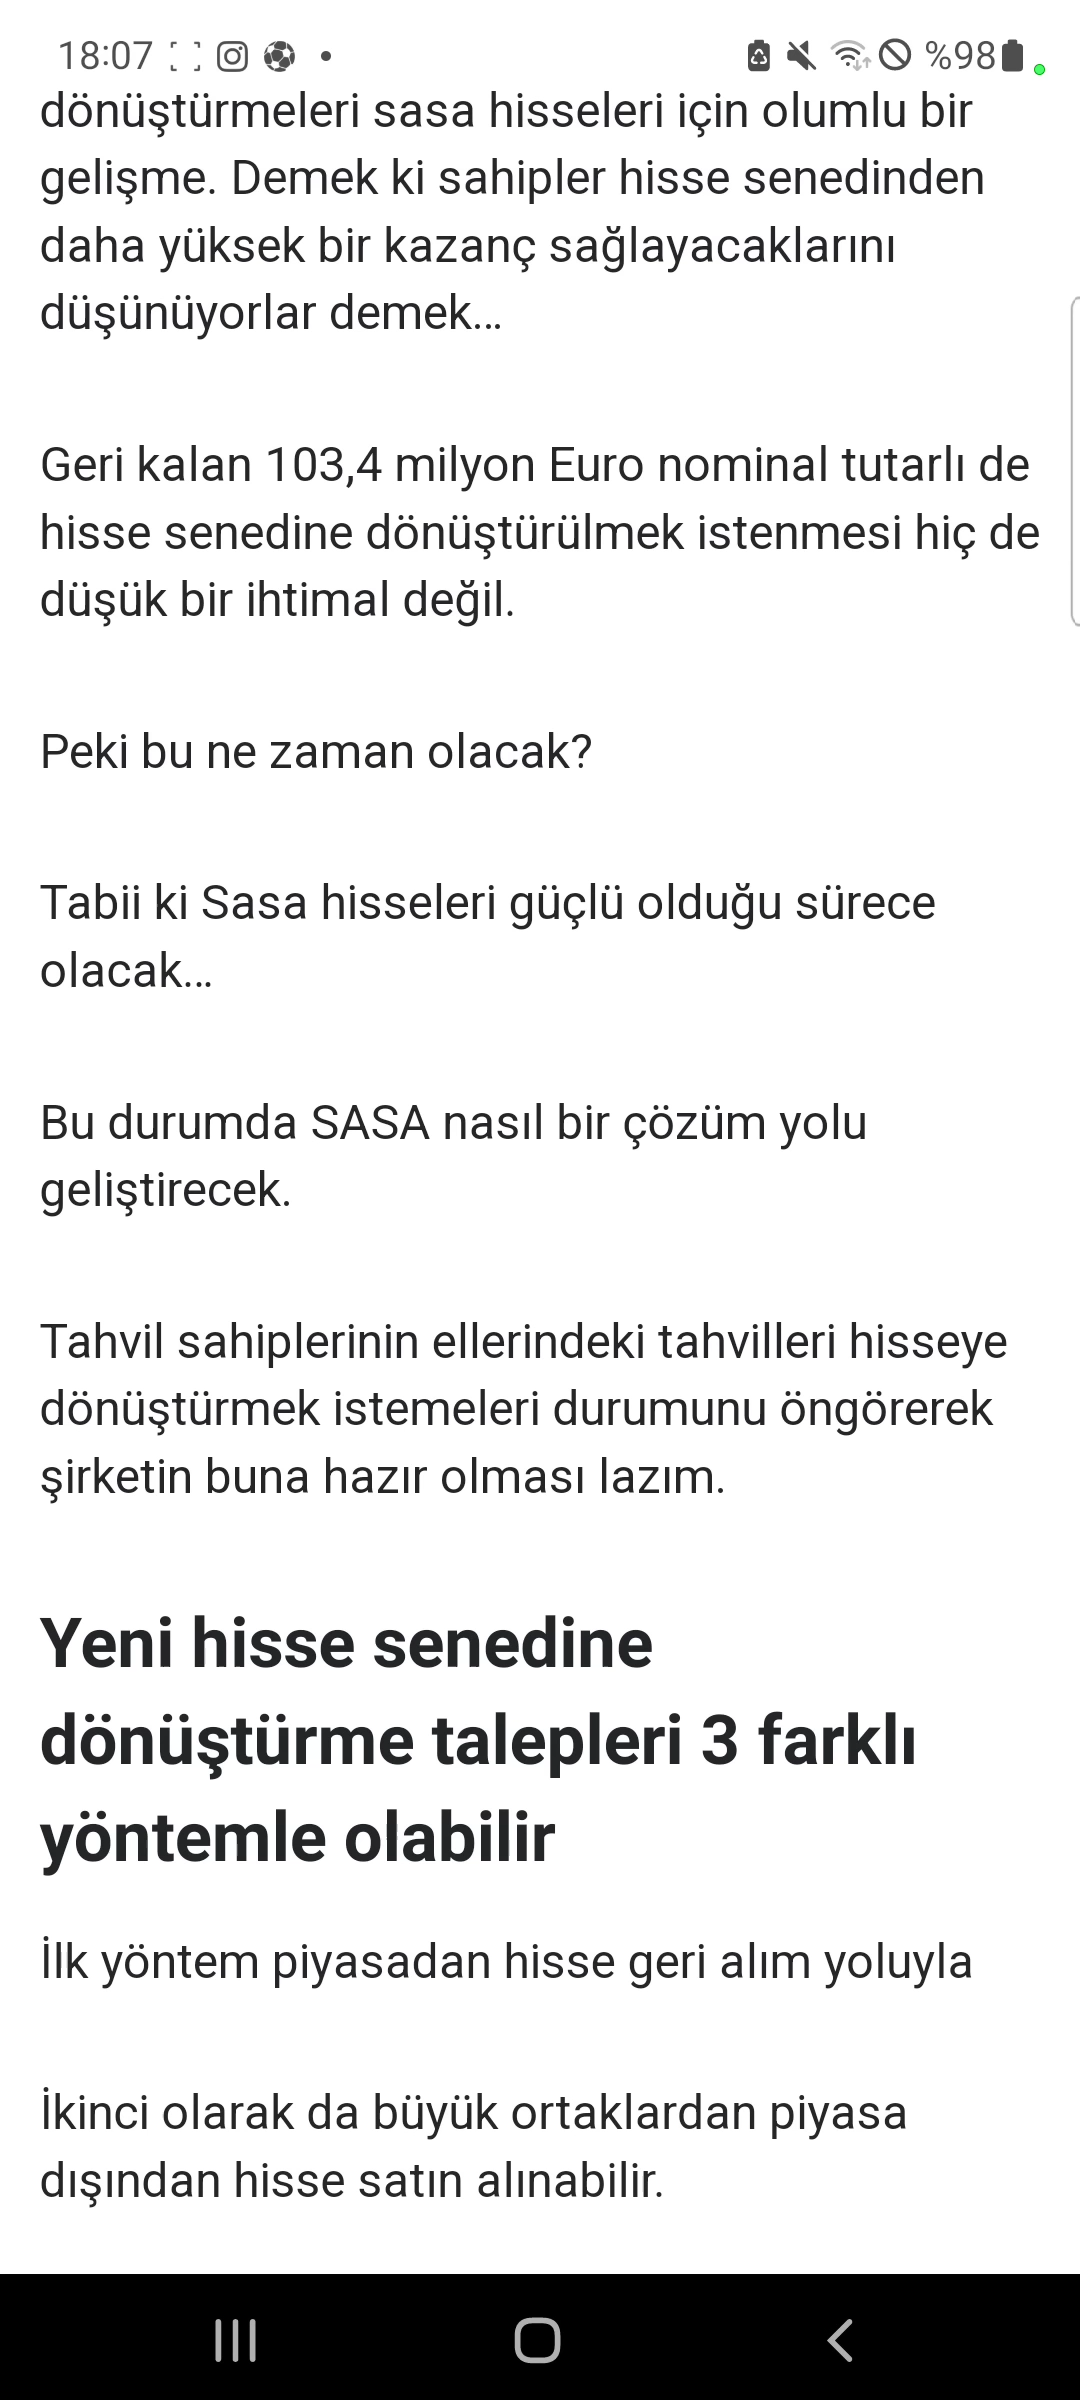 18:07
%98
dönüştürmeleri sasa hisseleri için olumlu bir
gelişme. Demek ki sahipler hisse senedinden
daha yüksek bir kazanç sağlayacaklarını
düşünüyorlar demek...
Geri kalan 103,4 milyon Euro nominal tutarlı de
hisse senedine dönüştürülmek istenmesi hiç de
düşük bir ihtimal değil.
Peki bu ne zaman olacak?
Tabii ki Sasa hisseleri güçlü olduğu sürece
olacak...
Bu durumda SASA nasıl bir çözüm yolu
geliştirecek.
Tahvil sahiplerinin ellerindeki tahvilleri hisseye
dönüştürmek istemeleri durumunu öngörerek
şirketin buna hazır olması lazım.
Yeni hisse senedine
dönüştürme talepleri 3 farklı
yöntemle olabilir
İlk yöntem piyasadan hisse geri alım yoluyla
İkinci olarak da büyük ortaklardan piyasa
dışından hisse satın alınabilir.